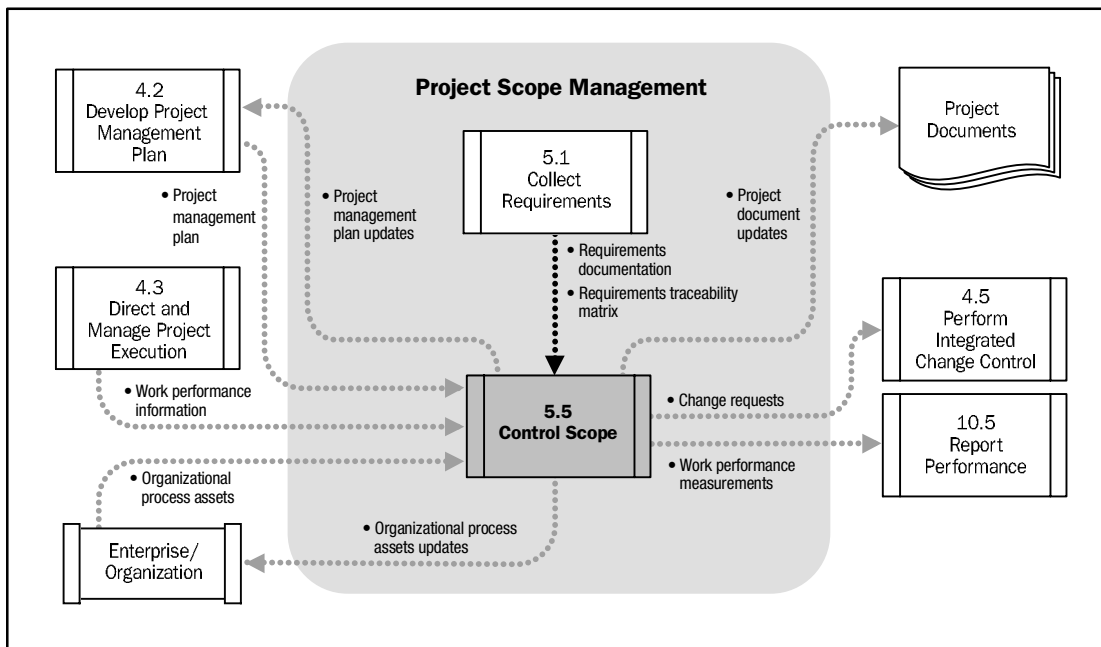 Project Scope Management
4.2
Develop Project
Management
Plan
• Project
management
plan
• Project
management
plan updates
5.1
Collect
Requirements
• Requirements
documentation
• Requirements traceability
matrix
• Project
document
updates
Project
Documents
4.3
Direct and
Manage Project
Execution
• Work performance
information
5.5
Control Scope
• Change requests
4.5
Perform
Integrated
Change Control
• Work performance
measurements
10.5
Report
Performance
• Organizational
process assets
• Organizational process
assets updates
Enterprise/
Organization